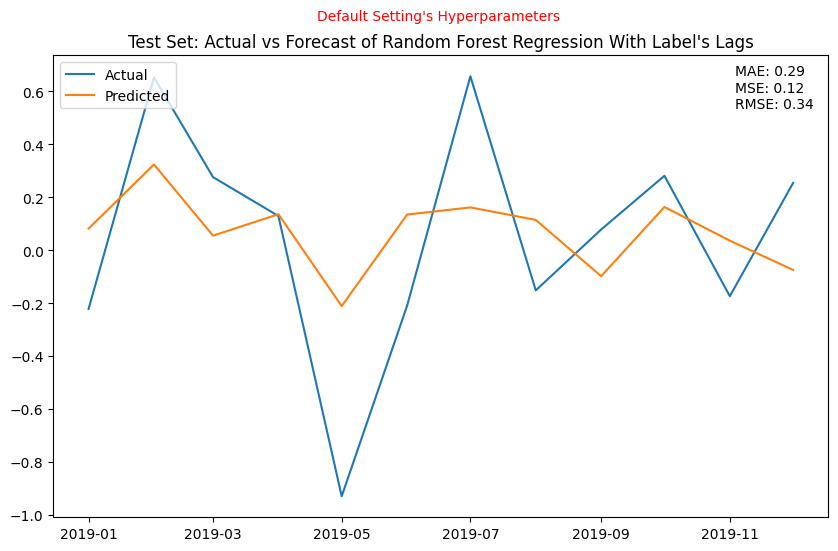 Default Setting's Hyperparameters
Test Set: Actual vs Forecast of Random Forest Regression With Label's Lags
Actual
Predicted
MAE: 0.29
MSE: 0.12
RMSE: 0.34
0.6
0.4
0.2
0.0
−0.2
−0.4
−0.6
−0.8
−1.0
2019-01 2019-03 2019-05 2019-07 2019-09 2019-11